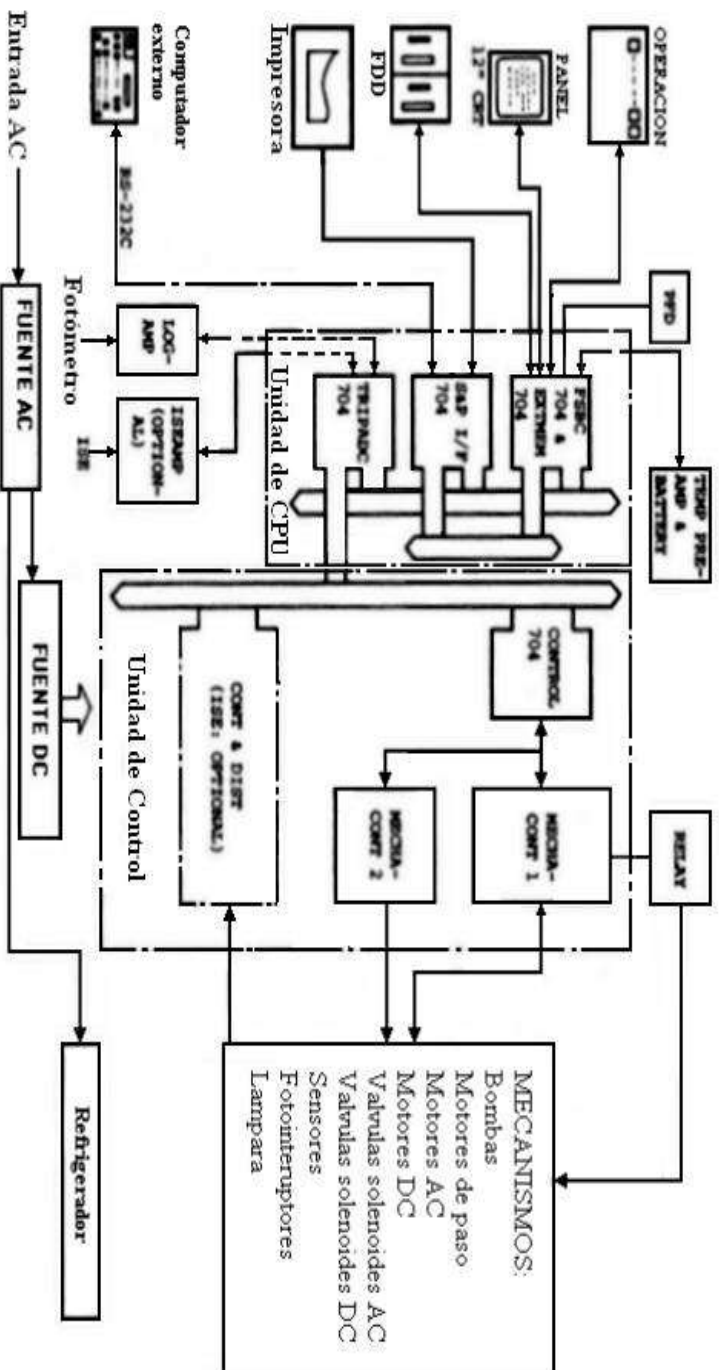 OPERACION
PANEL
12" CRT
FDD
Impresora
Computador
externo
RS-232C
Entrada AC
PFD
TEMP PRE-
AMP &
BATTERY
704 &
EXTMEM
704
S&P I/F
704
TRIPADC
704
Unidad de CPU
LOG-
AMP
Fotómetro
ISEAMP
(OPTION-
AL)
ISE
FUENTE AC
FUENTE DC
CONTROL
704
MECHA-
CONT 1
MECHA-
CONT 2
CONT & DIST
(ISE: OPTIONAL)
Unidad de Control
RELAY
MECANISMOS:
Bombas
Motores de paso
Motores AC
Motores DC
Valvulas solenoides AC
Valvulas solenoides DC
Sensores
Fotointeruptores
Lampara
Refrigerador